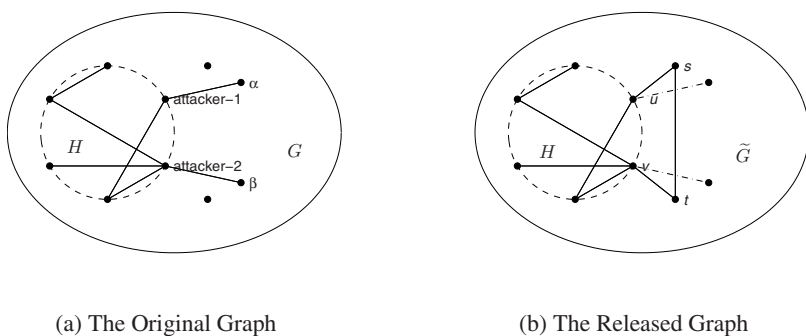 s
α
attacker−1
u
H
G
H
G̃
attacker−2
v
β
t
(a) The Original Graph
(b) The Released Graph